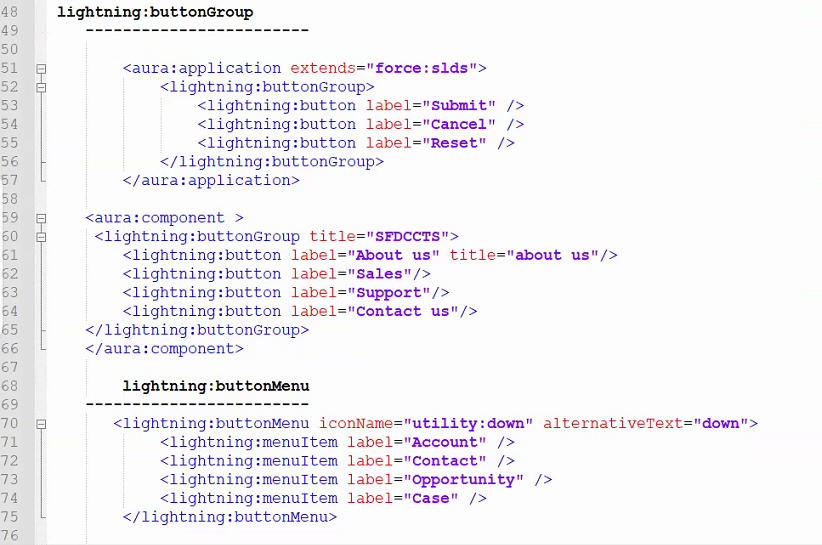 48 lightning:buttonGroup
49 ------------------------
50
51 <aura:application extends="force:slds">
52 <lightning:buttonGroup>
53 <lightning:button label="Submit" />
54 <lightning:button label="Cancel" />
55 <lightning:button label="Reset" />
56 </lightning:buttonGroup>
57 </aura:application>
58
59 <aura:component >
60 <lightning:buttonGroup title="SFDCCTS">
61 <lightning:button label="About us" title="about us"/>
62 <lightning:button label="Sales"/>
63 <lightning:button label="Support"/>
64 <lightning:button label="Contact us"/>
65 </lightning:buttonGroup>
66 </aura:component>
67
68 lightning:buttonMenu
69 ------------------------
70 <lightning:buttonMenu iconName="utility:down" alternativeText="down">
71 <lightning:menuItem label="Account" />
72 <lightning:menuItem label="Contact" />
73 <lightning:menuItem label="Opportunity" />
74 <lightning:menuItem label="Case" />
75 </lightning:buttonMenu>
76